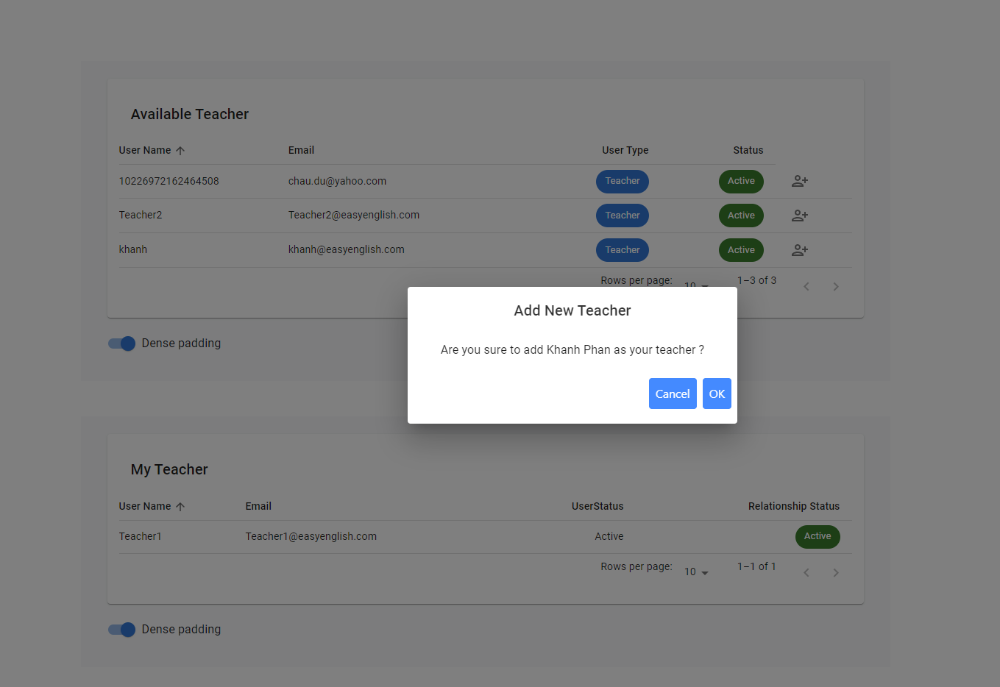 Available Teacher
User Name Email User Type Status
10226972162464508 chau.du@yahoo.com Teacher Active
Teacher2 Teacher2@easyenglish.com Teacher Active
khanh khanh@easyenglish.com Teacher Active
Rows per page: 10 1–3 of 3
Dense padding
Add New Teacher
Are you sure to add Khanh Phan as your teacher ?
Cancel OK
My Teacher
User Name Email UserStatus Relationship Status
Teacher1 Teacher1@easyenglish.com Active Active
Rows per page: 10 1–1 of 1
Dense padding